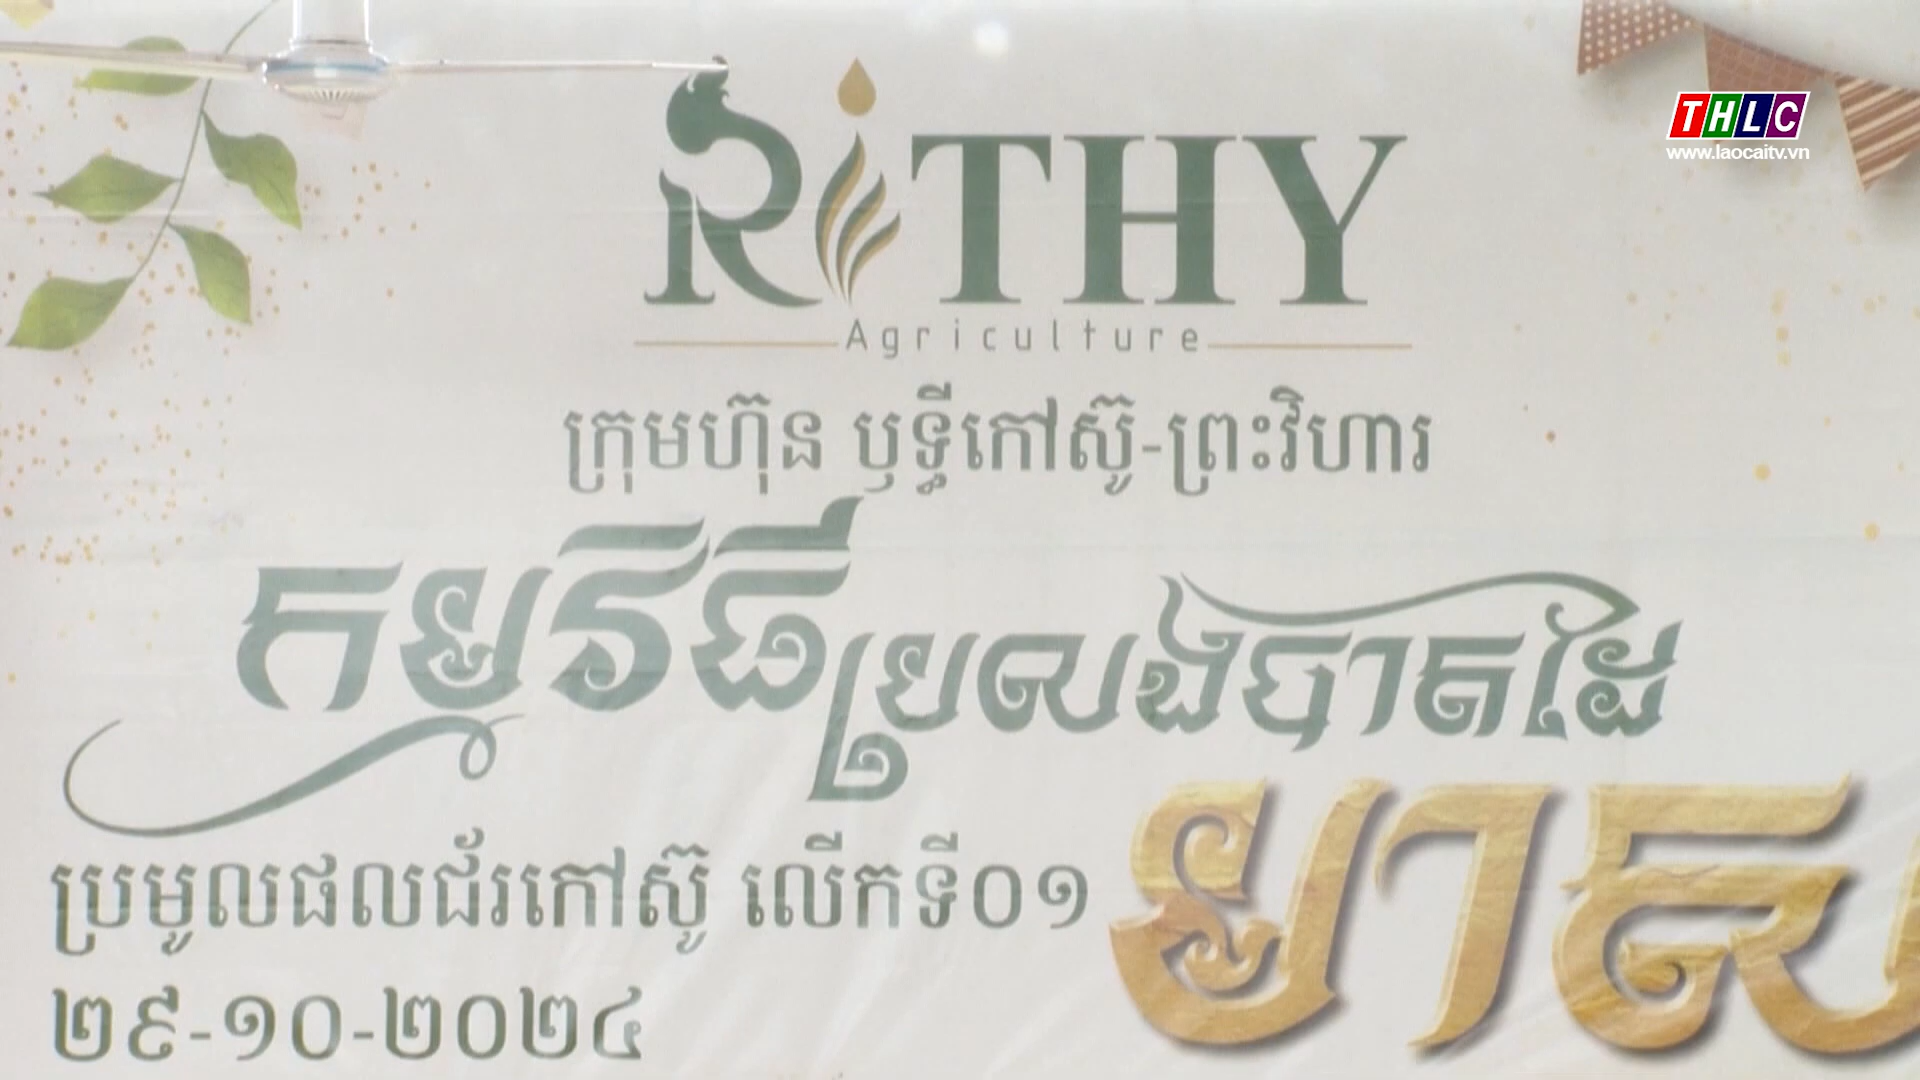 THLC
www.laocaitv.vn
RiTHY
Agriculture
ក្រុមហ៊ុន ឫទ្ធីកៅស៊ូ-ព្រះវិហារ
កម្មវិធីប្រលងបាតដៃ
មាស
ប្រមូលផលជ័រកៅស៊ូ លើកទី០១
២៩-១០-២០២៤